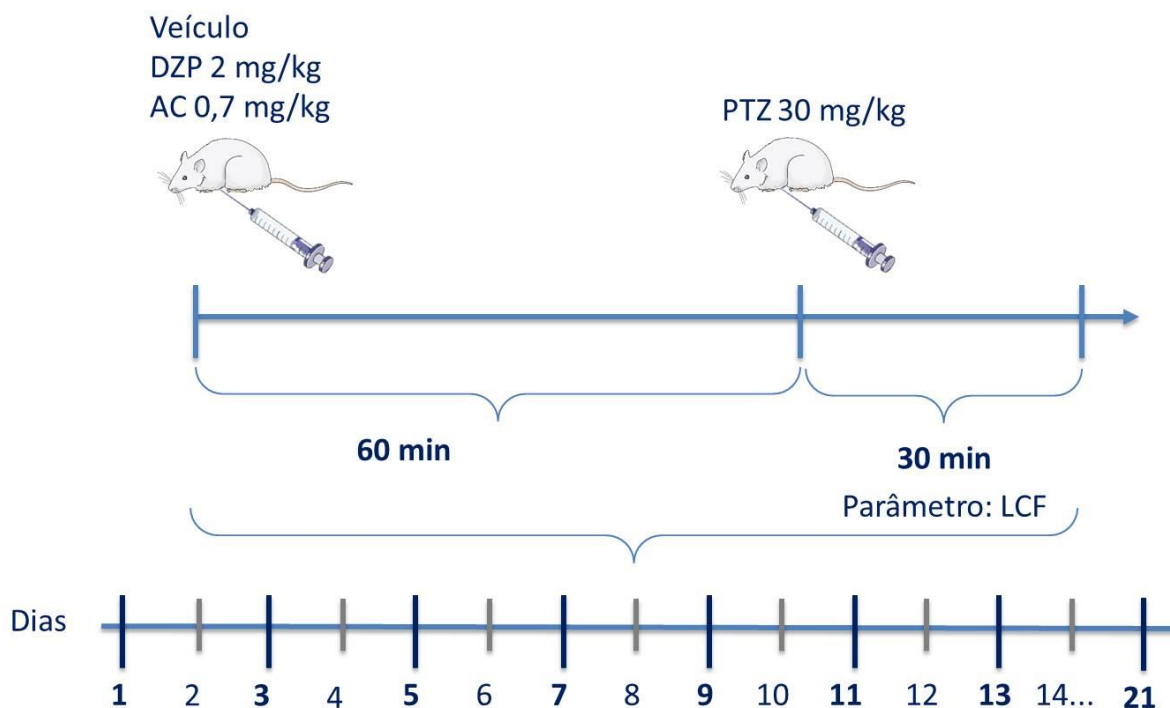 Veículo
DZP 2 mg/kg
AC 0,7 mg/kg
PTZ 30 mg/kg
60 min
30 min
Parâmetro: LCF
Dias
1 2 3 4 5 6 7 8 9 10 11 12 13 14... 21